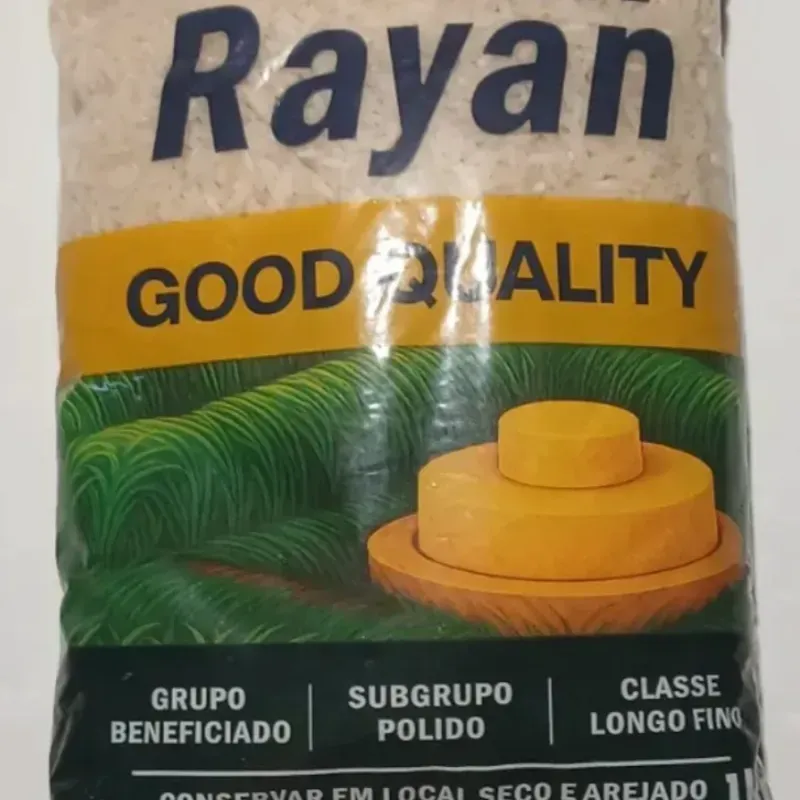 Rayan
GOOD QUALITY
GRUPO
BENEFICIADO
SUBGRUPO
POLIDO
CLASSE
LONGO FINO
CONSERVAR EM LOCAL SECO E AREJADO